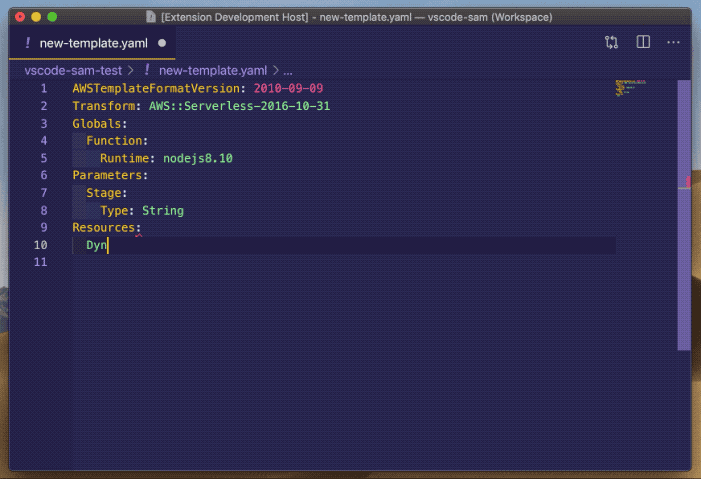 [Extension Development Host] - new-template.yaml — vscode-sam (Workspace)
! new-template.yaml ●
vscode-sam-test > ! new-template.yaml > ...
1 AWSTemplateFormatVersion: 2010-09-09
2 Transform: AWS::Serverless-2016-10-31
3 Globals:
4 Function:
5 Runtime: nodejs8.10
6 Parameters:
7 Stage:
8 Type: String
9 Resources:
10 Dyn
11